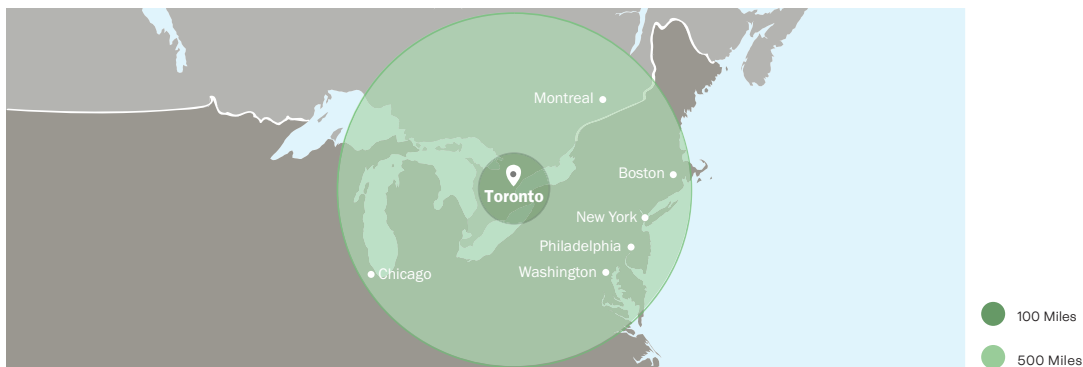 Montreal
Boston
Toronto
New York
Philadelphia
Washington
Chicago
100 Miles
500 Miles